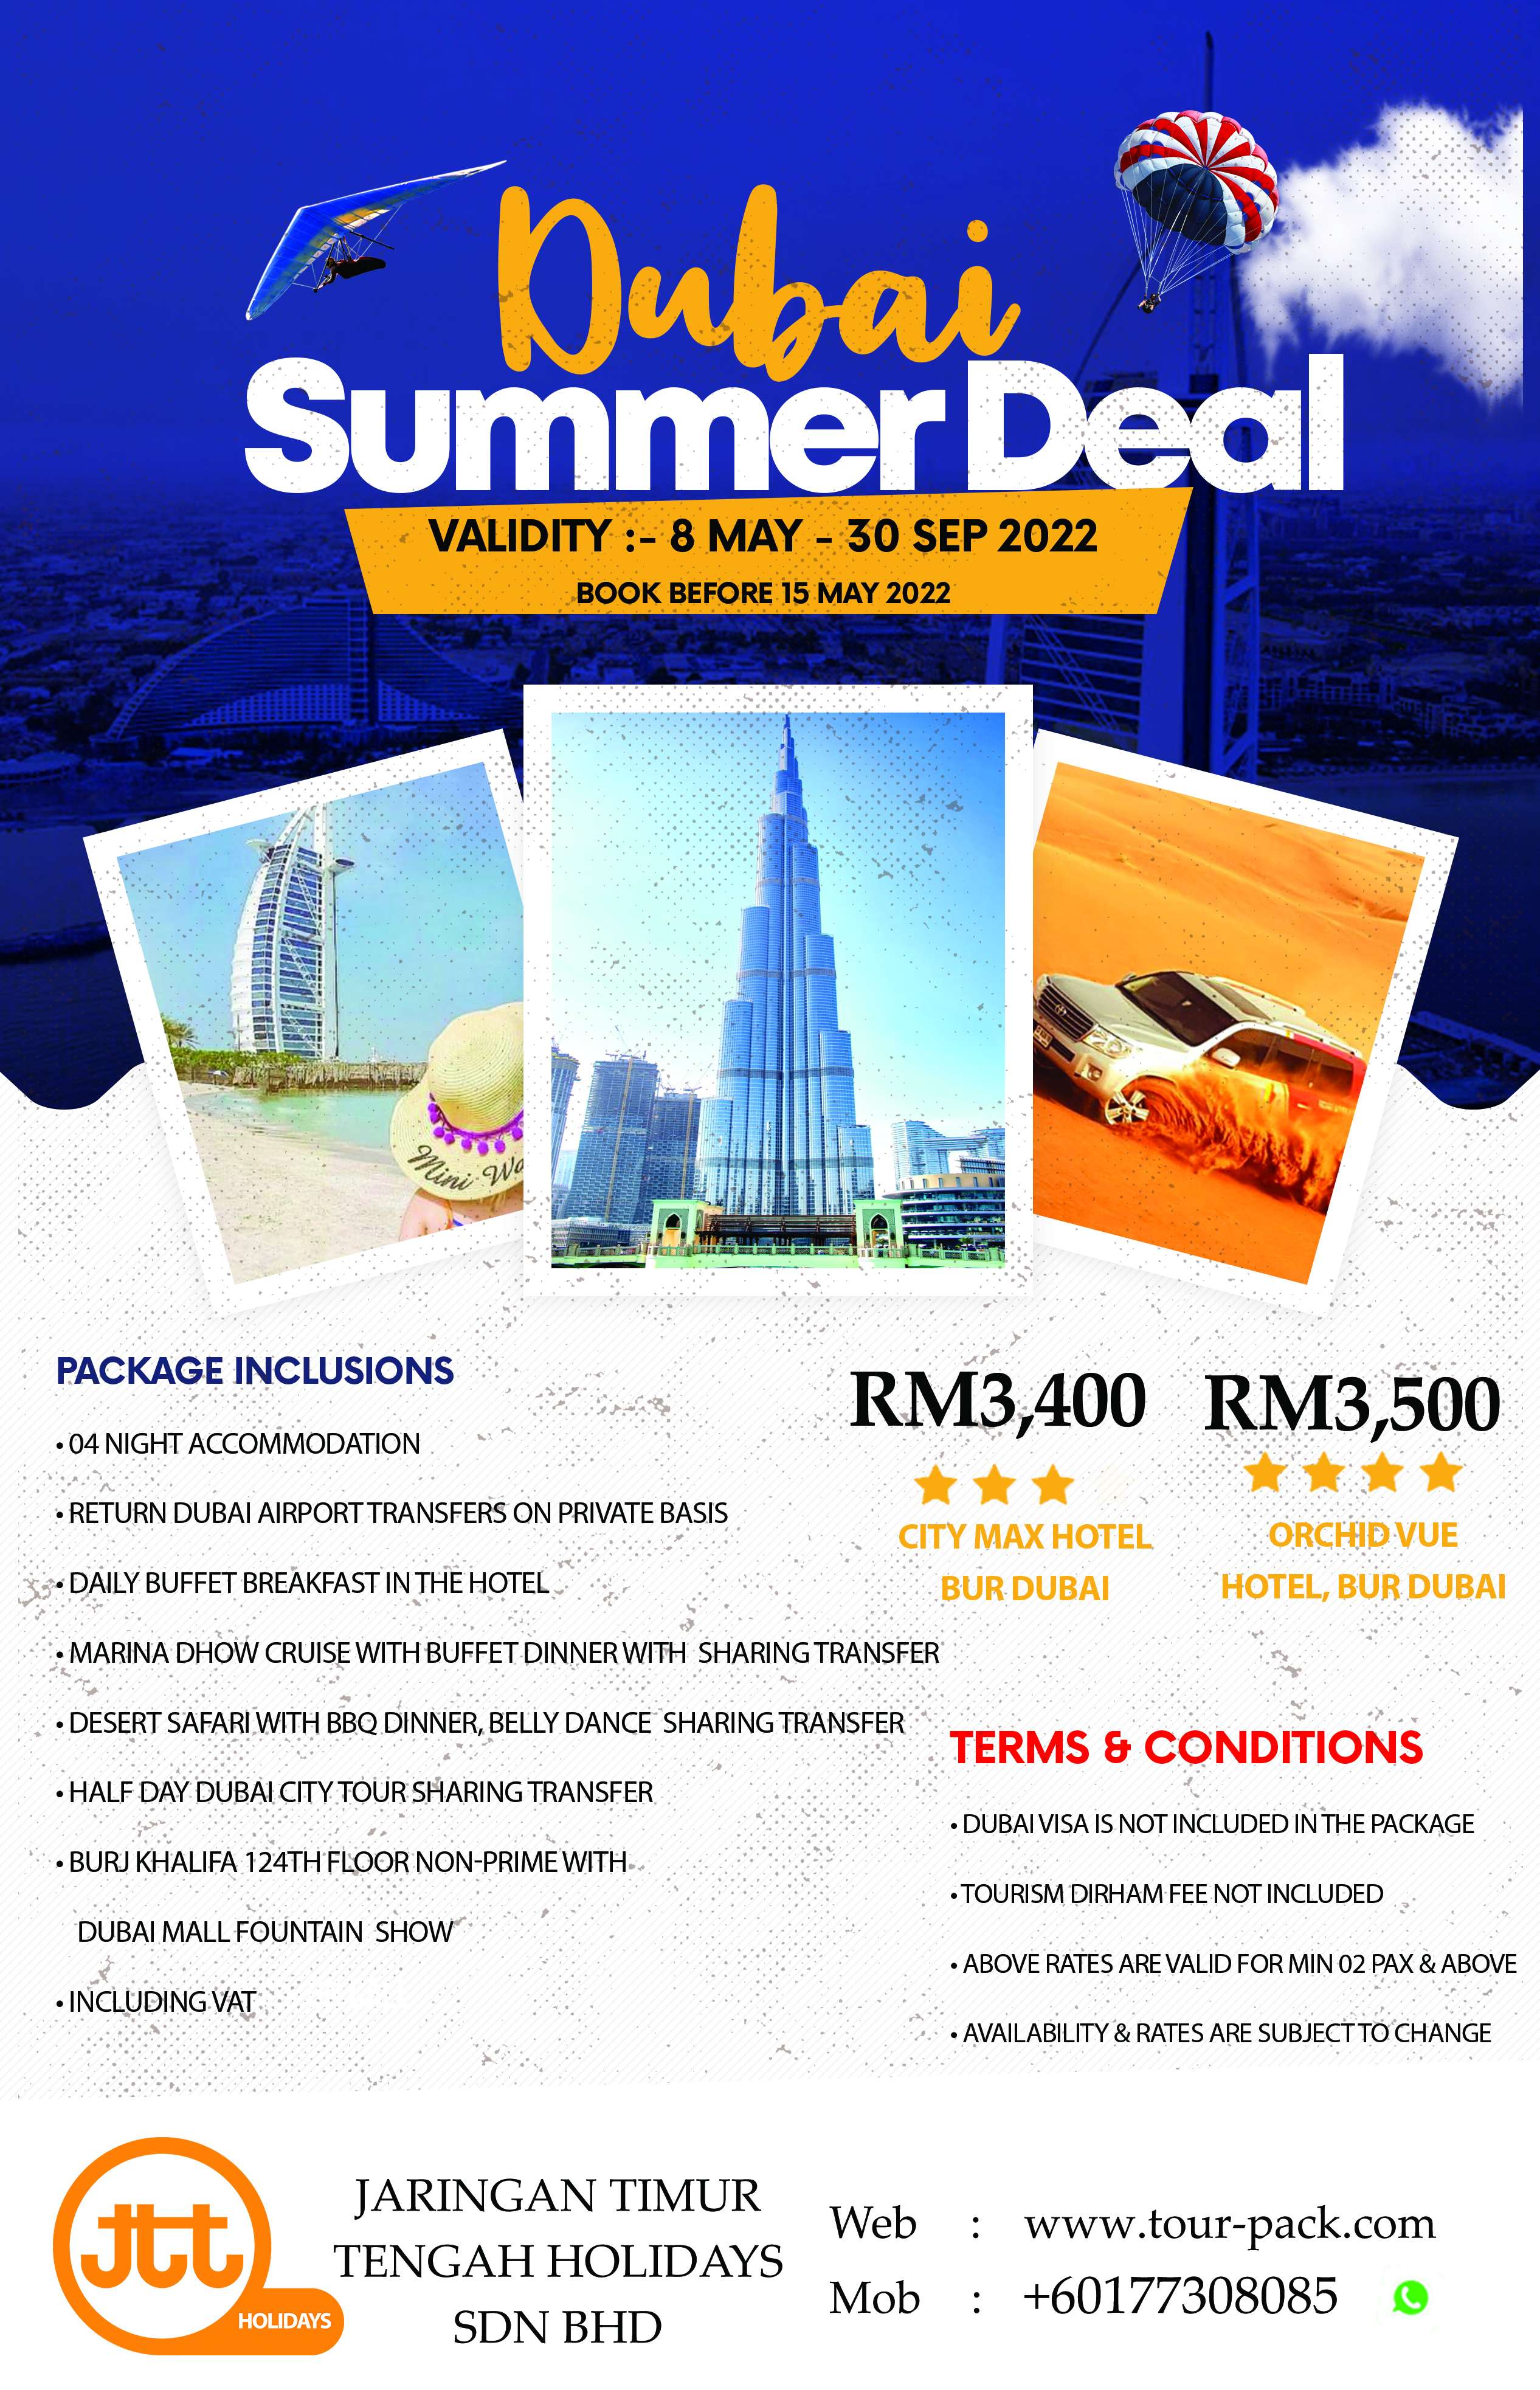 Dubai
Summer Deal
VALIDITY :- 8 MAY - 30 SEP 2022
BOOK BEFORE 15 MAY 2022
Mini Wa
PACKAGE INCLUSIONS
• 04 NIGHT ACCOMMODATION
• RETURN DUBAI AIRPORT TRANSFERS ON PRIVATE BASIS
• DAILY BUFFET BREAKFAST IN THE HOTEL
• MARINA DHOW CRUISE WITH BUFFET DINNER WITH SHARING TRANSFER
• DESERT SAFARI WITH BBQ DINNER, BELLY DANCE SHARING TRANSFER
• HALF DAY DUBAI CITY TOUR SHARING TRANSFER
• BURJ KHALIFA 124TH FLOOR NON-PRIME WITH
DUBAI MALL FOUNTAIN SHOW
• INCLUDING VAT
RM3,400
CITY MAX HOTEL
BUR DUBAI
RM3,500
ORCHID VUE
HOTEL, BUR DUBAI
TERMS & CONDITIONS
• DUBAI VISA IS NOT INCLUDED IN THE PACKAGE
• TOURISM DIRHAM FEE NOT INCLUDED
• ABOVE RATES ARE VALID FOR MIN 02 PAX & ABOVE
• AVAILABILITY & RATES ARE SUBJECT TO CHANGE
Jtt
HOLIDAYS
JARINGAN TIMUR
TENGAH HOLIDAYS
SDN BHD
Web : www.tour-pack.com
Mob : +60177308085